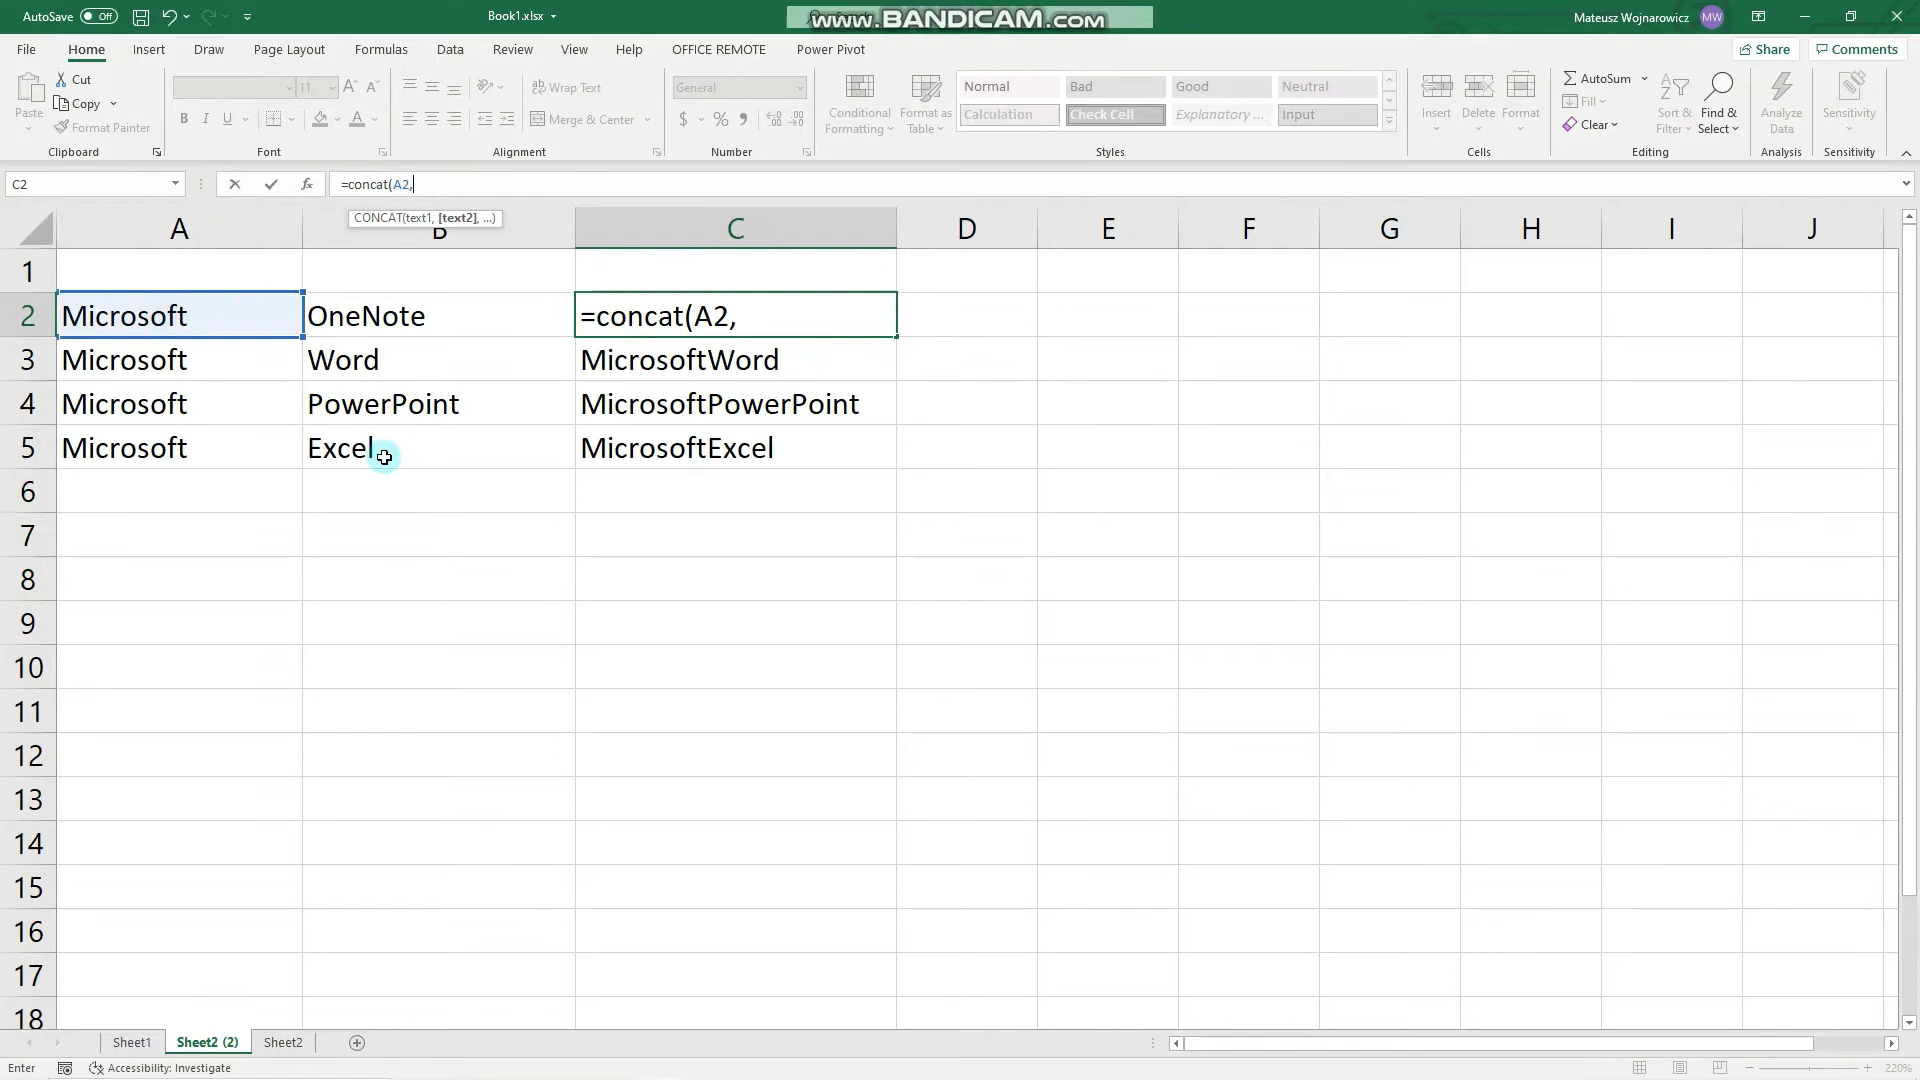 AutoSave Off
Book1.xlsx
www.BANDICAM.com
Mateusz Wojnarowicz MW
File Home Insert Draw Page Layout Formulas Data Review View Help OFFICE REMOTE Power Pivot
Share Comments
Paste
Cut
Copy
Format Painter
Clipboard
11
B I U
Font
Wrap Text
Merge & Center
Alignment
General
$ % ,
Number
Conditional Formatting
Format as Table
Normal Bad Good Neutral
Calculation Check Cell Explanatory ... Input
Styles
Insert Delete Format
Cells
AutoSum
Fill
Clear
Sort & Filter
Find & Select
Editing
Analyze Data
Analysis
Sensitivity
Sensitivity
C2 fx =concat(A2,
CONCAT(text1, [text2], ...)
A B C D E F G H I J
1
2 Microsoft OneNote =concat(A2,
3 Microsoft Word MicrosoftWord
4 Microsoft PowerPoint MicrosoftPowerPoint
5 Microsoft Excel MicrosoftExcel
6
7
8
9
10
11
12
13
14
15
16
17
18
Sheet1 Sheet2 (2) Sheet2
Enter Accessibility: Investigate 220%